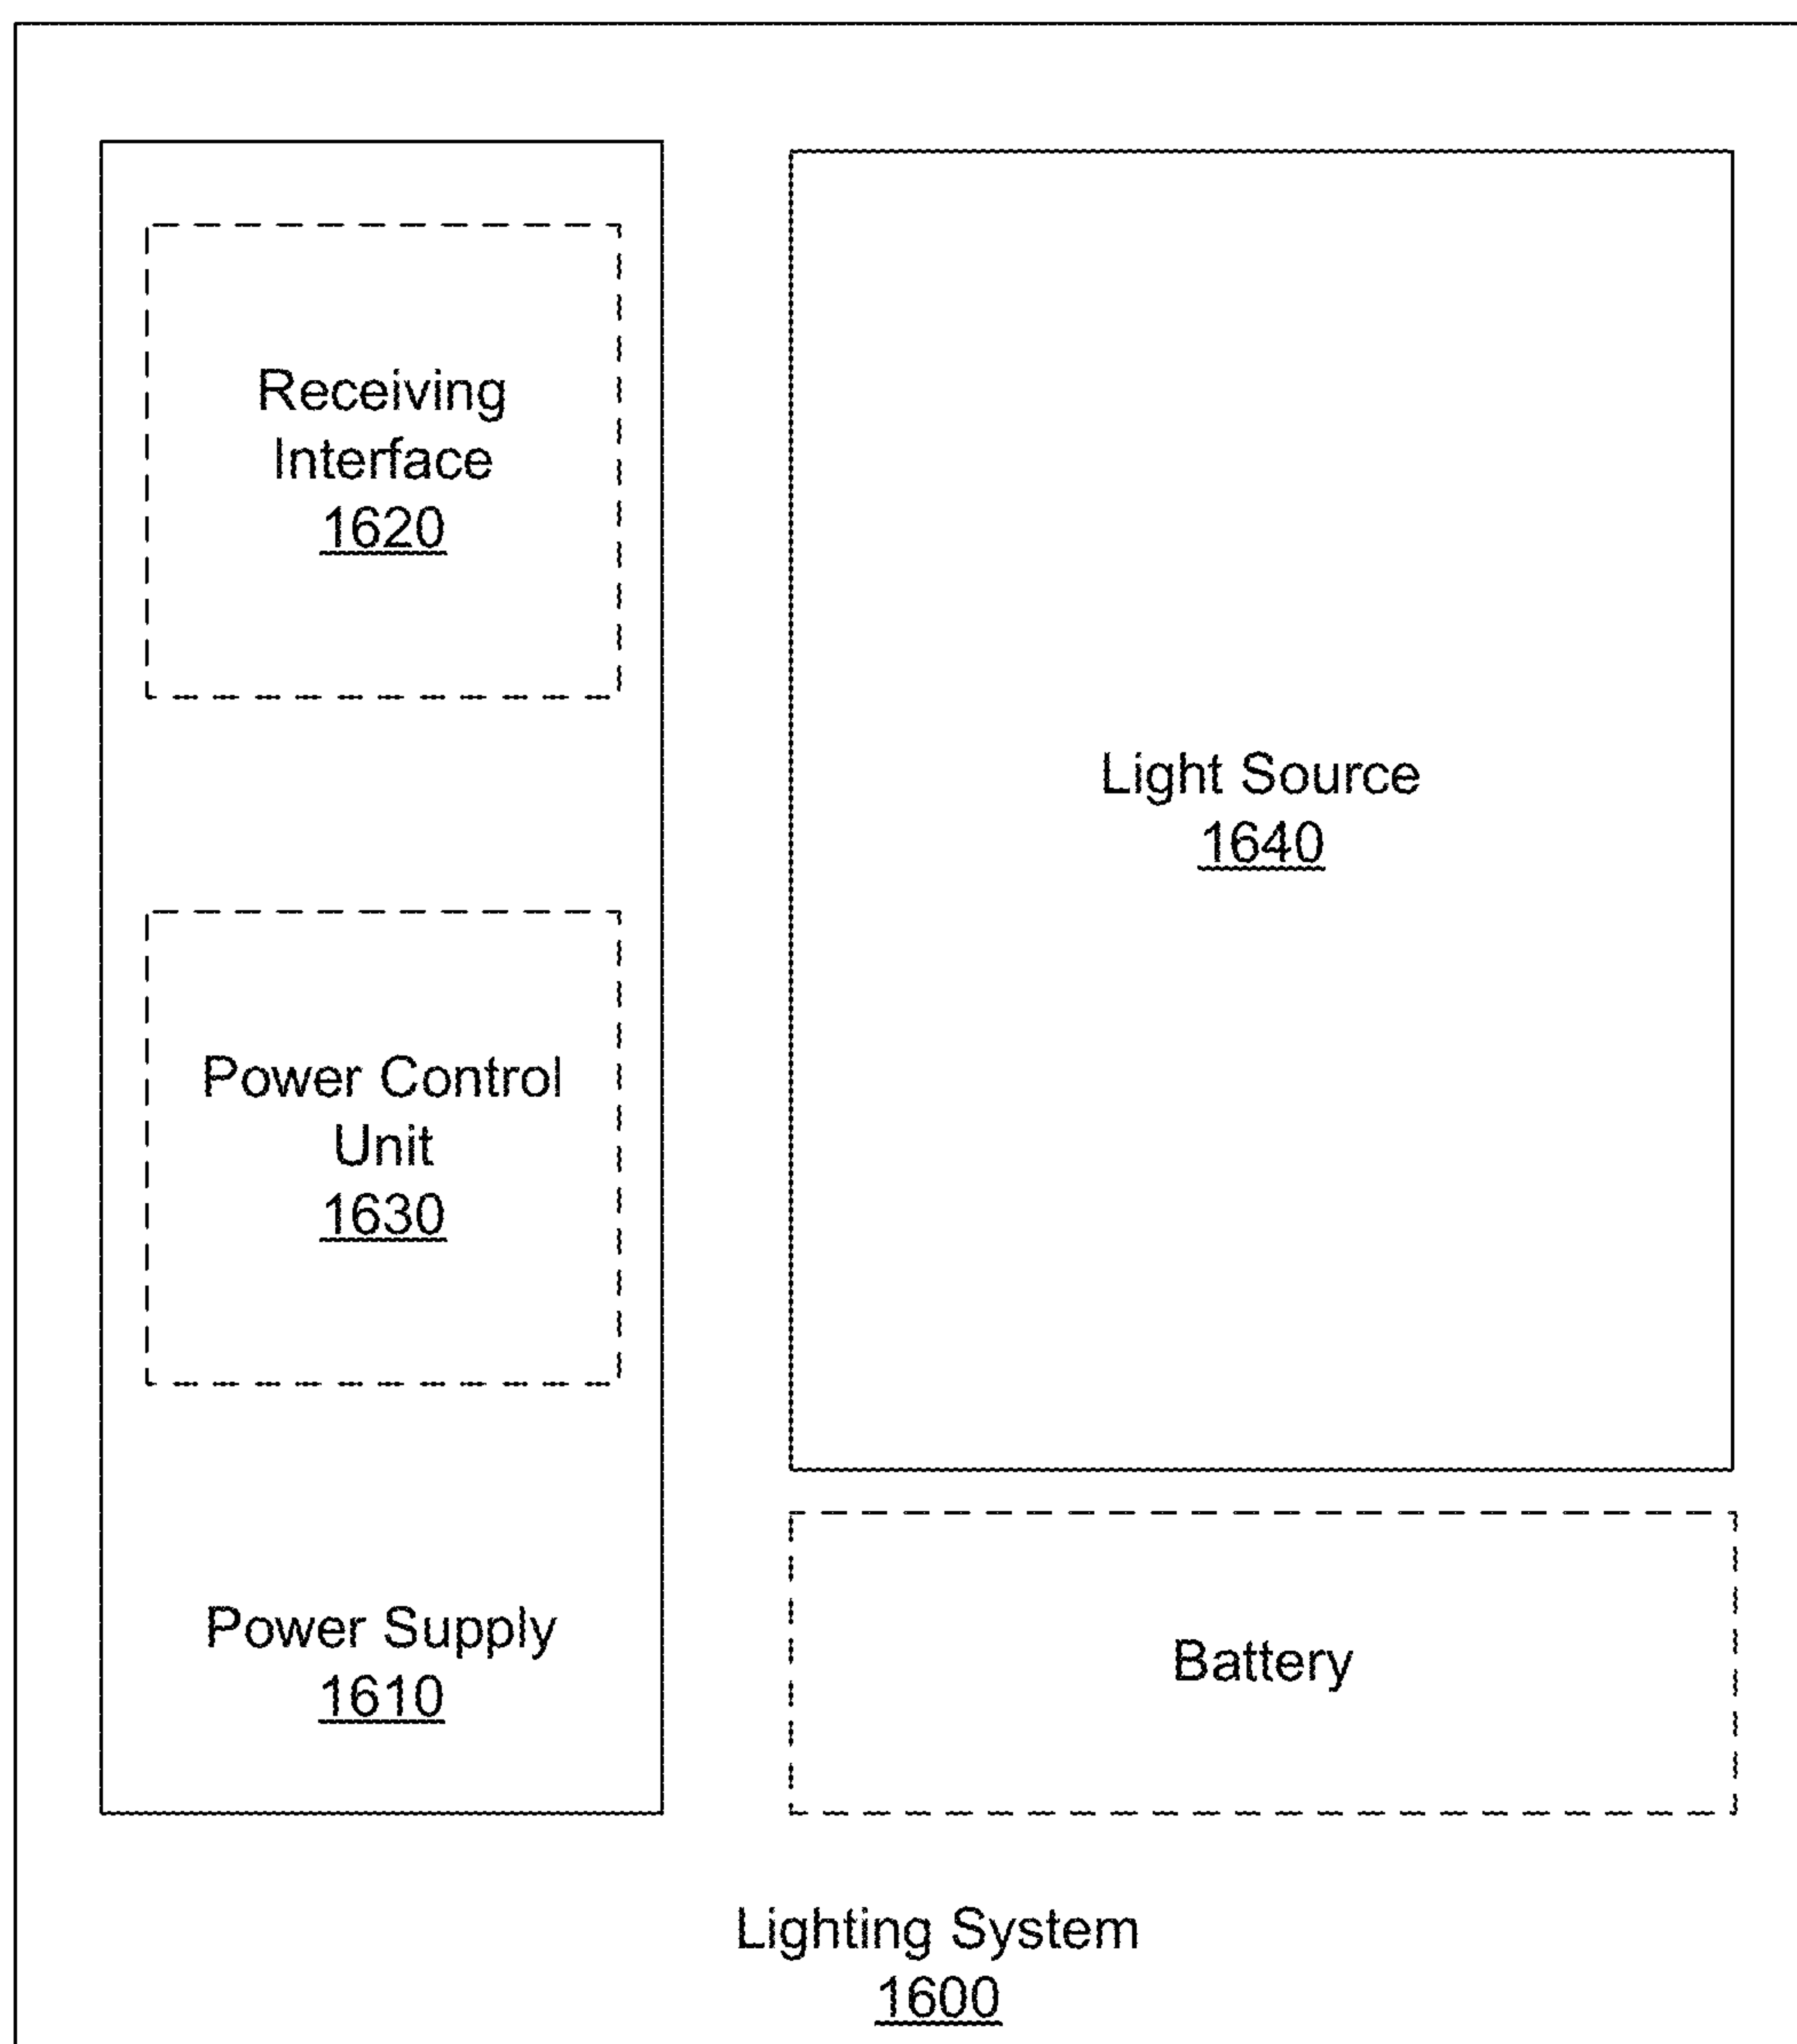 Receiving
Interface
1620
Power Control
Unit
1630
Power Supply
1610
Light Source
1640
Battery
Lighting System
1600